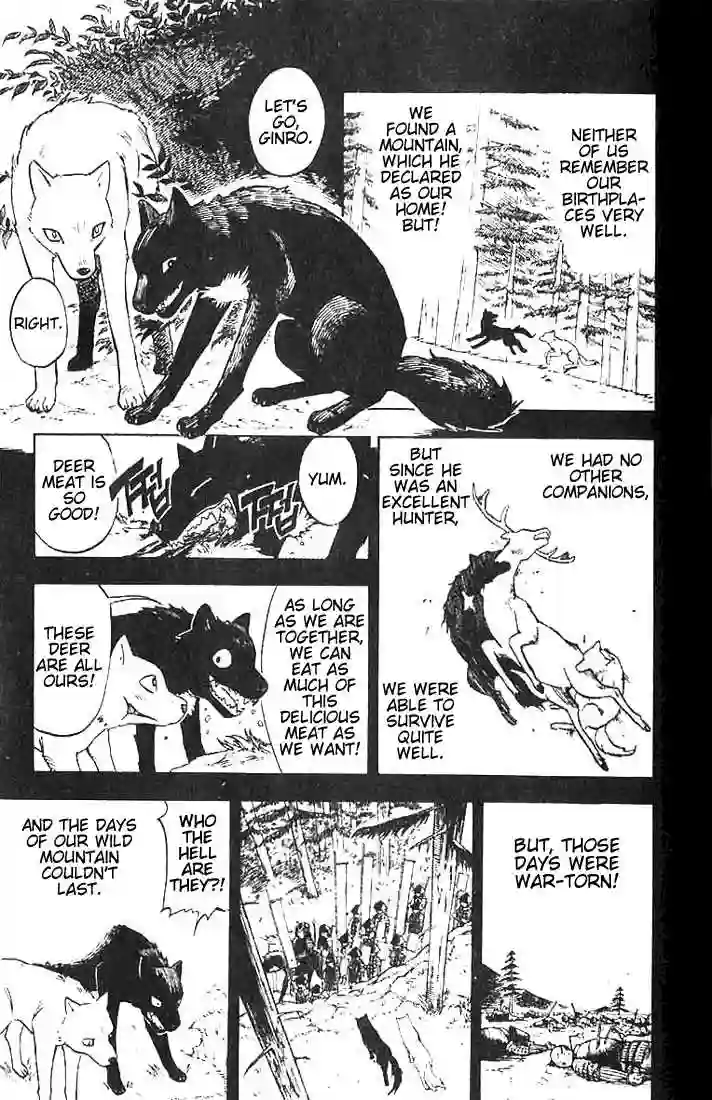 NEITHER
OF US
REMEMBER
OUR
BIRTHPLA-
CES VERY
WELL.
WE
FOUND A
MOUNTAIN,
WHICH HE
DECLARED
AS OUR
HOME!
BUT!
LET'S
GO,
GINRO.
RIGHT.
WE HAD NO
OTHER
COMPANIONS,
BUT
SINCE HE
WAS AN
EXCELLENT
HUNTER,
WE WERE
ABLE TO
SURVIVE
QUITE
WELL.
YUM.
DEER
MEAT IS
SO
GOOD!
AS LONG
AS WE ARE
TOGETHER,
WE CAN
EAT AS
MUCH OF
THIS
DELICIOUS
MEAT AS
WE WANT!
THESE
DEER
ARE ALL
OURS!
BUT, THOSE
DAYS WERE
WAR-TORN!
WHO
THE
HELL
ARE
THEY?!
AND THE DAYS
OF OUR WILD
MOUNTAIN
COULDN'T
LAST.